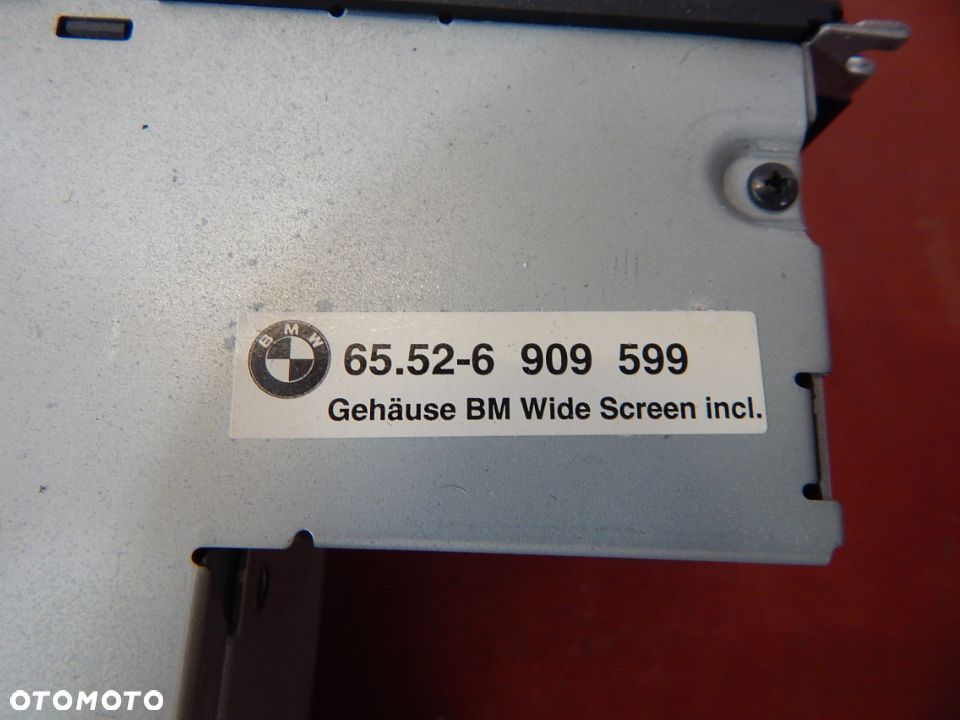 BMW 65.52-6 909 599
Gehäuse BM Wide Screen incl.
OTOMOTO